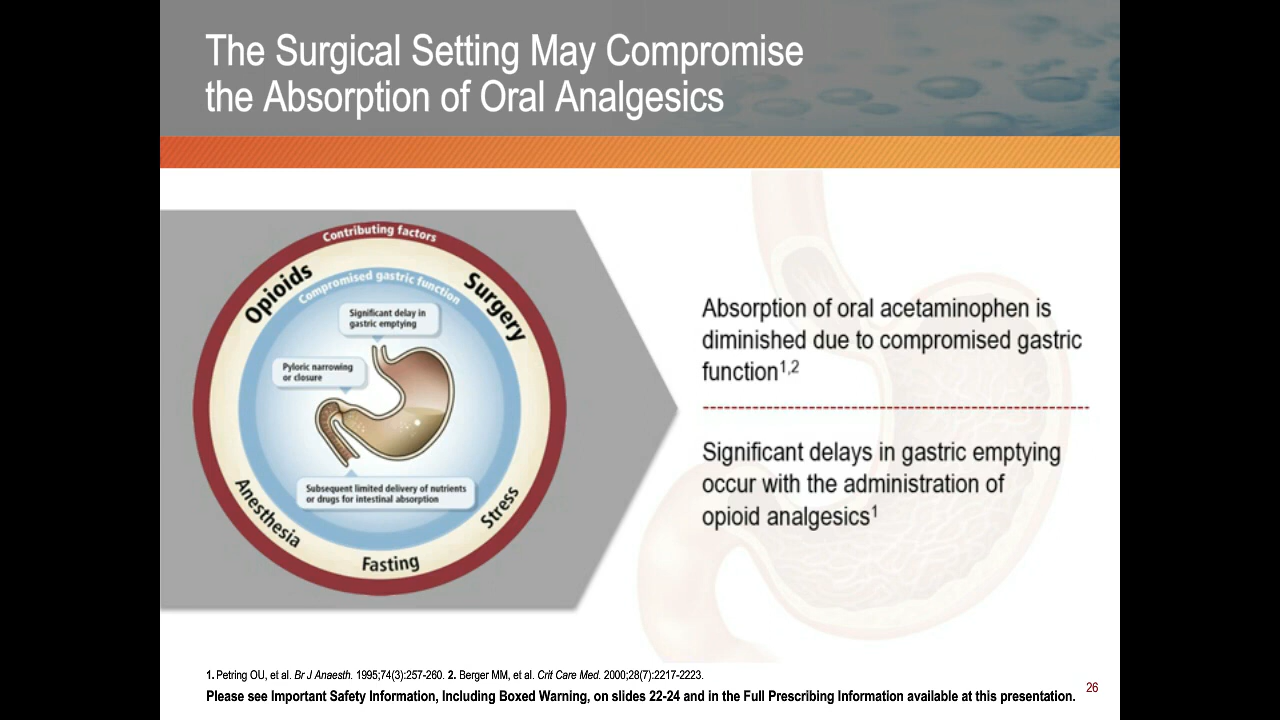 The Surgical Setting May Compromise
the Absorption of Oral Analgesics
Contributing factors
Opioids
Surgery
Compromised gastric function
Significant delay in
gastric emptying
Pyloric narrowing
or closure
Subsequent limited delivery of nutrients
or drugs for intestinal absorption
Anesthesia
Fasting
Stress
Absorption of oral acetaminophen is
diminished due to compromised gastric
function1,2
Significant delays in gastric emptying
occur with the administration of
opioid analgesics1
1. Petring OU, et al. Br J Anaesth. 1995;74(3):257-260. 2. Berger MM, et al. Crit Care Med. 2000;28(7):2217-2223.
Please see Important Safety Information, Including Boxed Warning, on slides 22-24 and in the Full Prescribing Information available at this presentation.
26